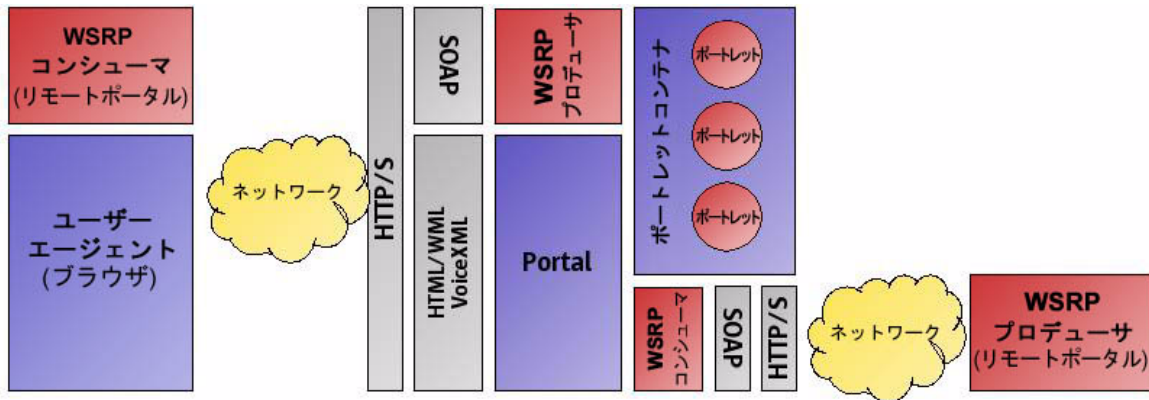 WSRP
コンシューマ
(リモートポータル)
ユーザー
エージェント
(ブラウザ)
ネットワーク
HTTP/S
SOAP
HTML/WML
VoiceXML
WSRP
プロデューサ
Portal
ポートレットコンテナ
ポートレット
ポートレット
ポートレット
WSRP
コンシューマ
SOAP
HTTP/S
ネットワーク
WSRP
プロデューサ
(リモートポータル)